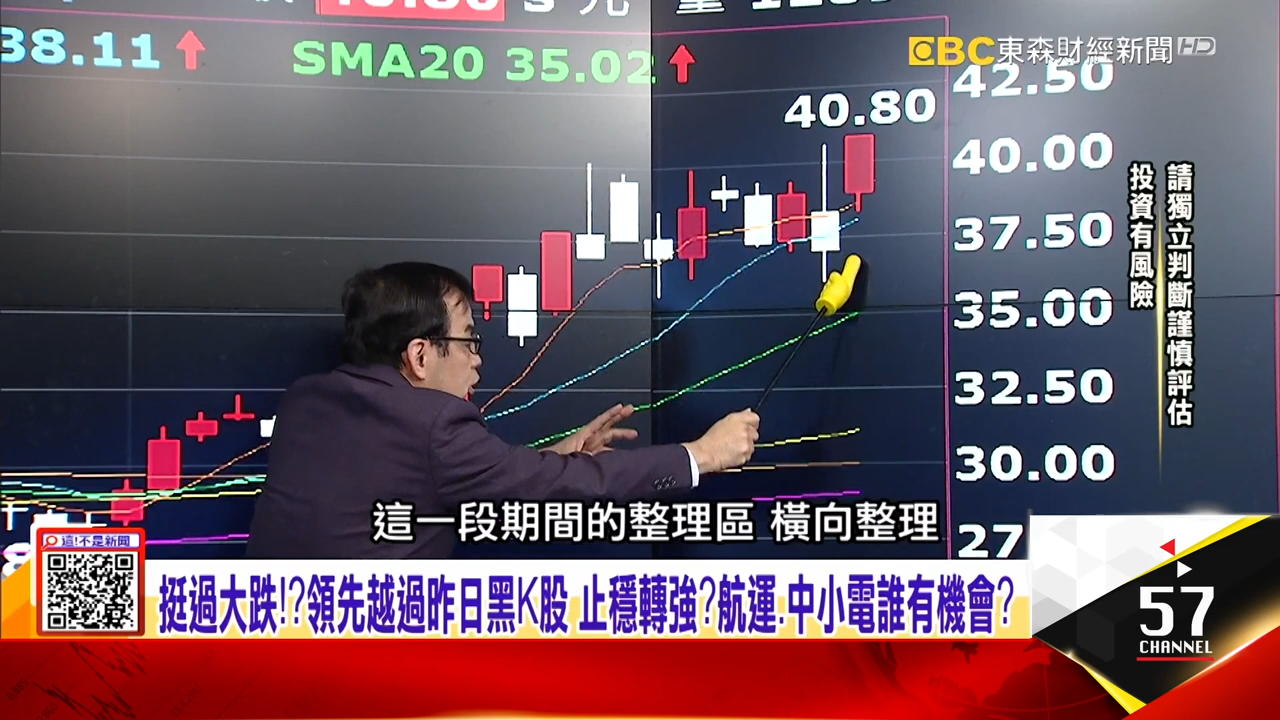 38.11
SMA20 35.02
EBC東森財經新聞HD
42.50
40.80
40.00
37.50
35.00
32.50
30.00
請獨立判斷謹慎評估
投資有風險
這一段期間的整理區 橫向整理
這!不是新聞
挺過大跌!?領先越過昨日黑K股 止穩轉強?航運.中小電誰有機會?
57
CHANNEL